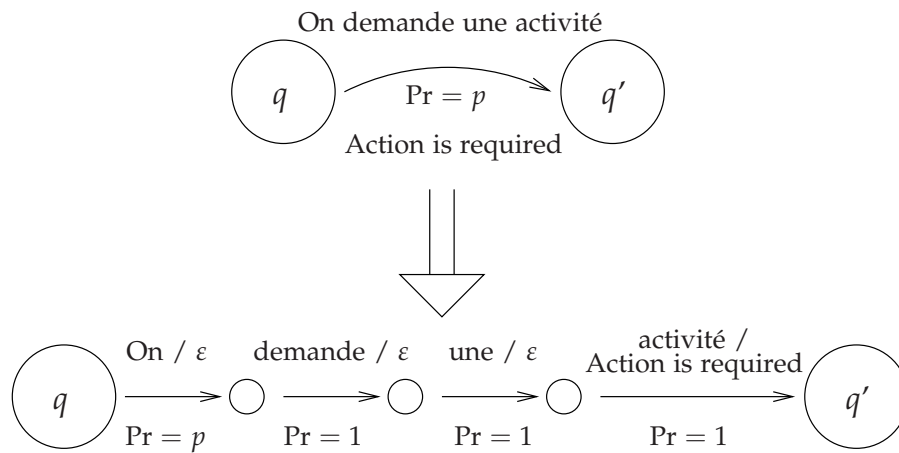 On demande une activité
q
Pr = p
q'
Action is required
On / ε
demande / ε
une / ε
activité /
Action is required
q
q'
Pr = p
Pr = 1
Pr = 1
Pr = 1